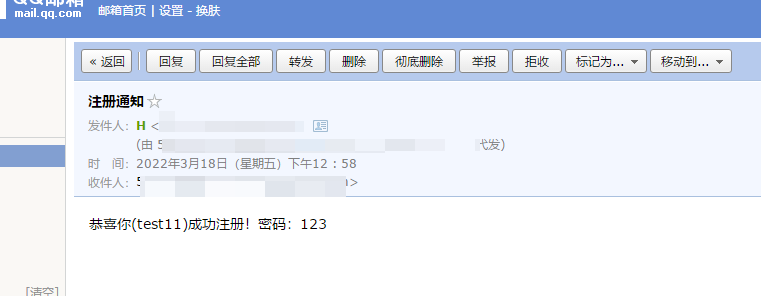 QQ邮箱
mail.qq.com
邮箱首页 | 设置 - 换肤
« 返回 回复 回复全部 转发 删除 彻底删除 举报 拒收 标记为... 移动到...
注册通知☆
发件人：H <
(由 5 代发)
时 间：2022年3月18日（星期五）下午12：58
收件人：5 >
恭喜你(test11)成功注册！密码：123
[清空]